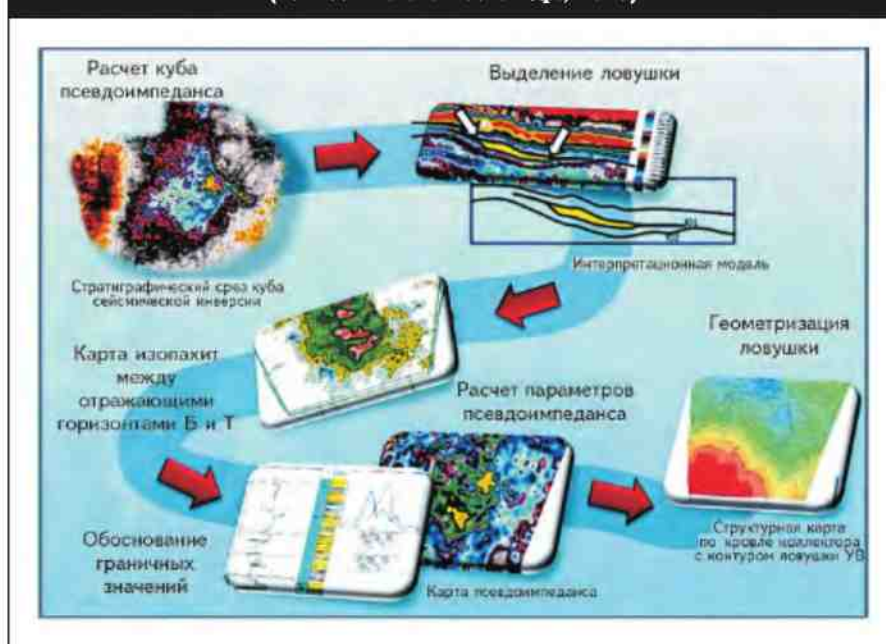 Расчет куба
псевдоимпеданса
Выделение ловушки
Стратиграфический срез куба
сейсмической инверсии
Интерпретационная модель
Карта изопахит
между
отражающими
горизонтами Б и Т
Расчет параметров
псевдоимпеданса
Геометризация
ловушки
Обоснование
граничных
значений
Карта псевдоимпеданса
Структурная карта
по кровле коллектора
с контуром ловушки УВ